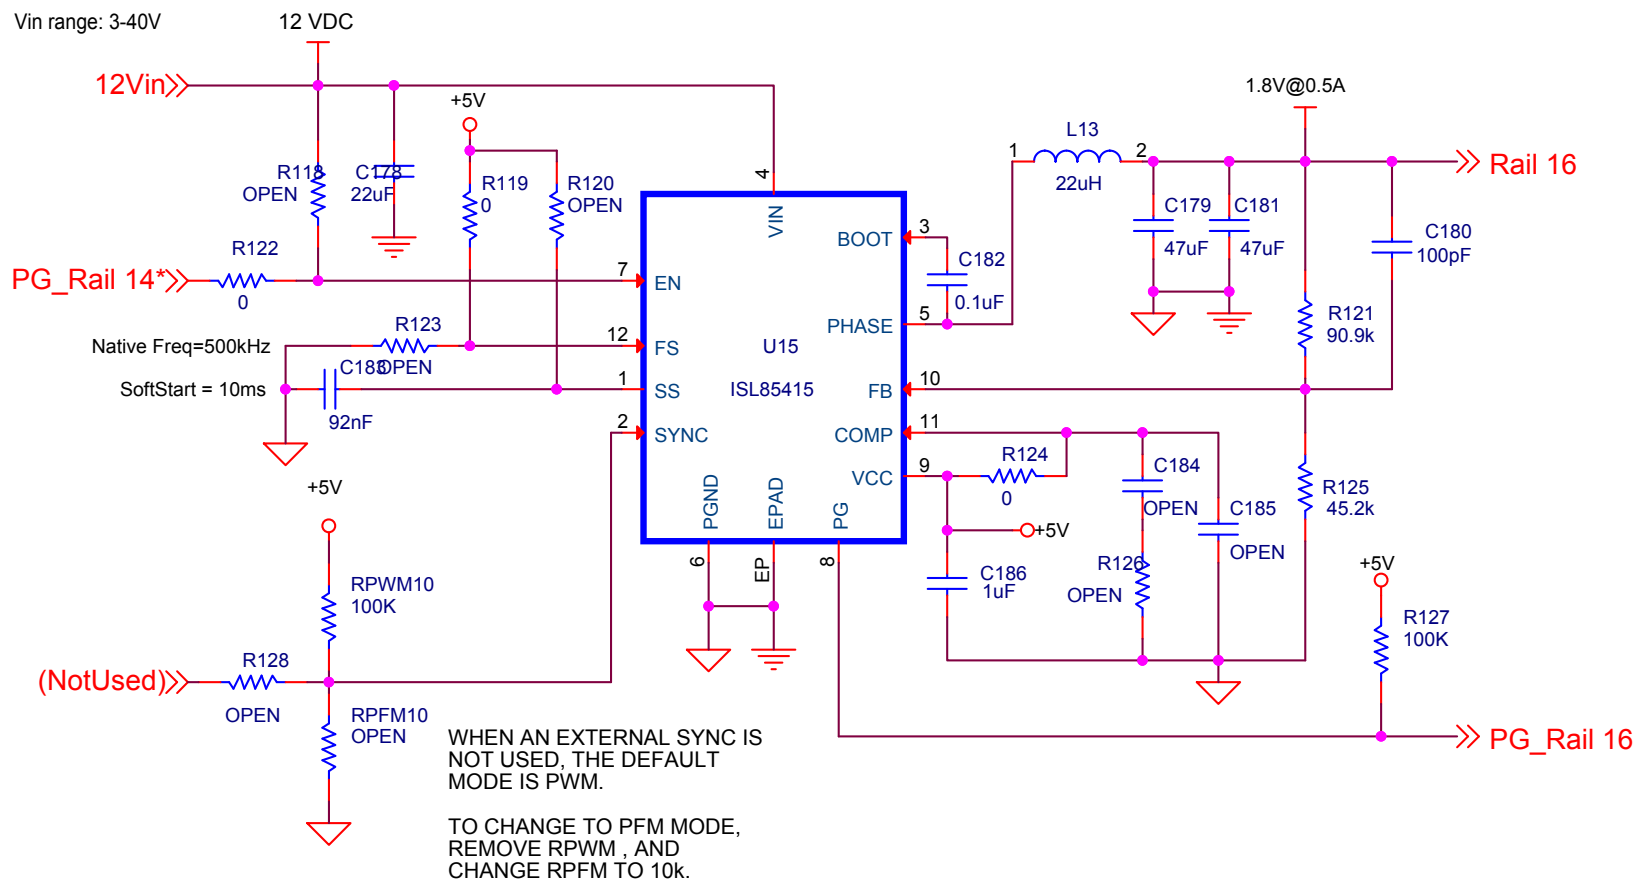 Vin range: 3-40V
12 VDC
12Vin
+5V
1.8V@0.5A
L13
1
2
22uH
Rail 16
R118
OPEN
C178
22uF
R119
0
R120
OPEN
4
VIN
BOOT
3
C182
0.1uF
C179
47uF
C181
47uF
C180
100pF
R122
0
PG_Rail 14*
7
EN
PHASE
5
R121
90.9k
Native Freq=500kHz
R123
OPEN
12
FS
U15
ISL85415
C183
92nF
SoftStart = 10ms
1
SS
FB
10
2
SYNC
COMP
11
VCC
9
R124
0
C184
OPEN
C185
OPEN
R125
45.2k
+5V
PGND
EPAD
PG
6
EP
8
+5V
C186
1uF
R126
OPEN
+5V
R127
100K
RPWM10
100K
(NotUsed)
R128
OPEN
RPFM10
OPEN
PG_Rail 16
WHEN AN EXTERNAL SYNC IS
NOT USED, THE DEFAULT
MODE IS PWM.
TO CHANGE TO PFM MODE,
REMOVE RPWM , AND
CHANGE RPFM TO 10k.